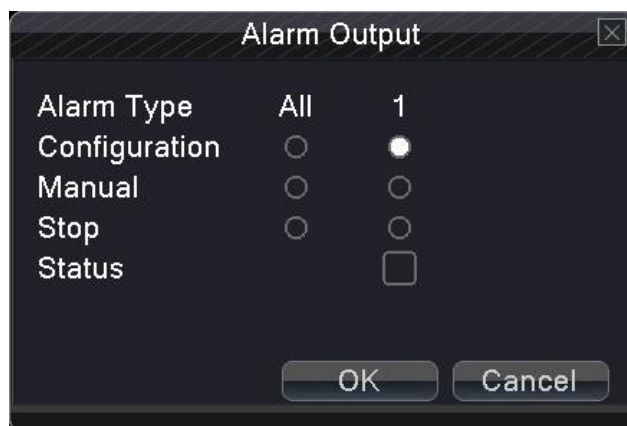 Alarm Output
Alarm Type All 1
Configuration
Manual
Stop
Status
OK Cancel